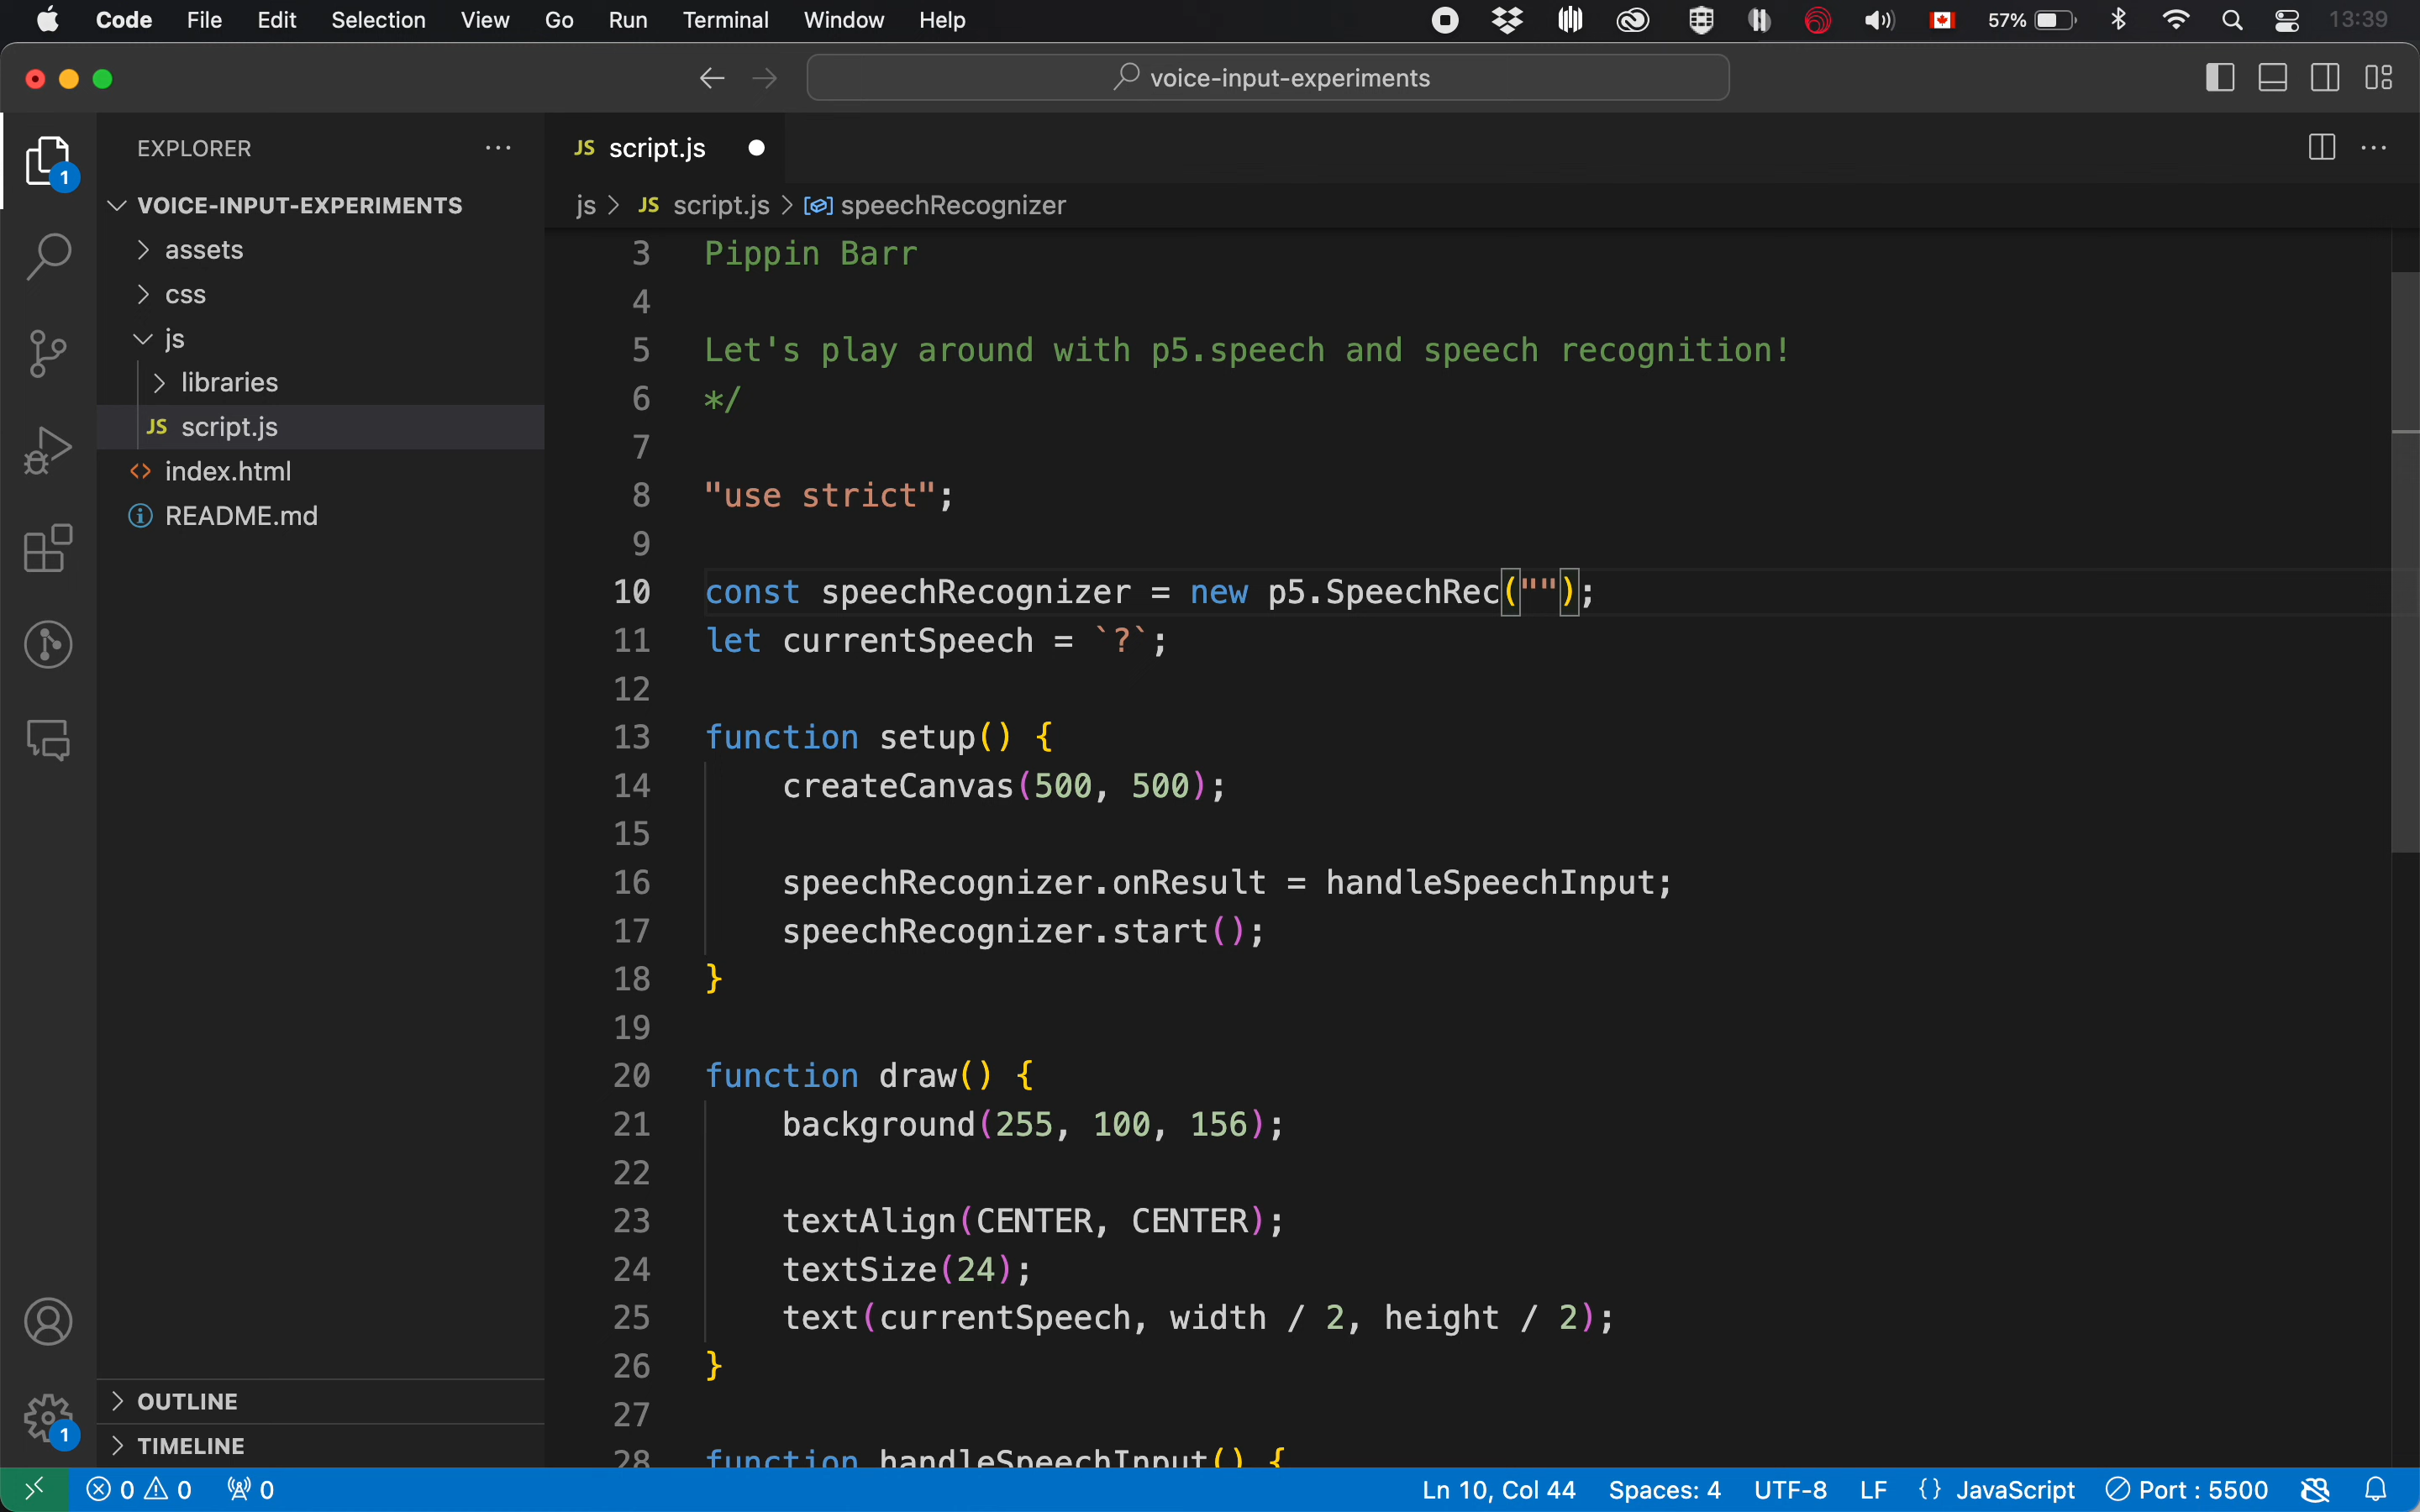 Code File Edit Selection View Go Run Terminal Window Help 57% 13:39
voice-input-experiments
EXPLORER
1
VOICE-INPUT-EXPERIMENTS
assets
css
js
libraries
JS script.js
index.html
README.md
OUTLINE
TIMELINE
1
JS script.js
js > JS script.js > speechRecognizer
3 Pippin Barr
4
5 Let's play around with p5.speech and speech recognition!
6 */
7
8 "use strict";
9
10 const speechRecognizer = new p5.SpeechRec("");
11 let currentSpeech = `?`;
12
13 function setup() {
14 createCanvas(500, 500);
15
16 speechRecognizer.onResult = handleSpeechInput;
17 speechRecognizer.start();
18 }
19
20 function draw() {
21 background(255, 100, 156);
22
23 textAlign(CENTER, CENTER);
24 textSize(24);
25 text(currentSpeech, width / 2, height / 2);
26 }
27
28 function handleSpeechInput() {
0 0 0 Ln 10, Col 44 Spaces: 4 UTF-8 LF {} JavaScript Port : 5500